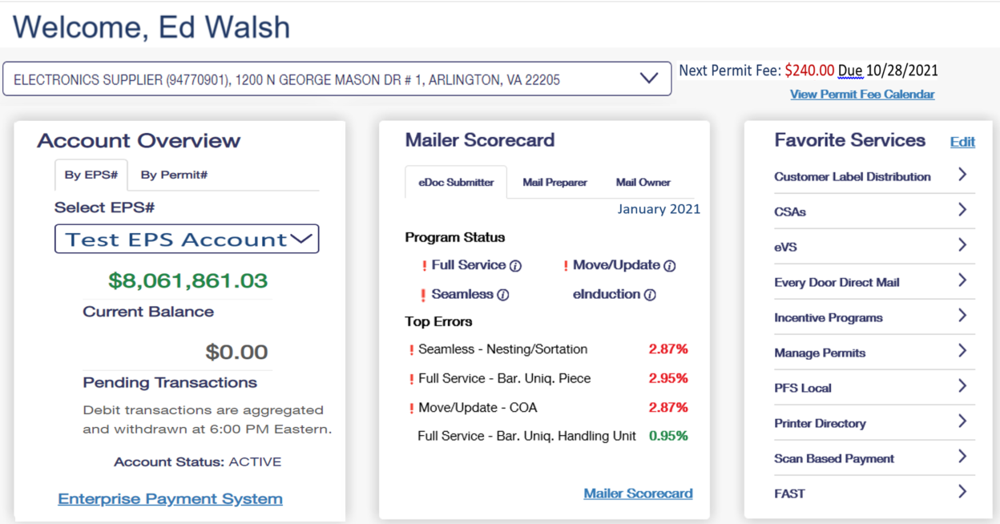 Welcome, Ed Walsh
ELECTRONICS SUPPLIER (94770901), 1200 N GEORGE MASON DR # 1, ARLINGTON, VA 22205
Next Permit Fee: $240.00 Due 10/28/2021
View Permit Fee Calendar
Account Overview
By EPS# By Permit#
Select EPS#
Test EPS Account
$8,061,861.03
Current Balance
$0.00
Pending Transactions
Debit transactions are aggregated
and withdrawn at 6:00 PM Eastern.
Account Status: ACTIVE
Enterprise Payment System
Mailer Scorecard
eDoc Submitter Mail Preparer Mail Owner
January 2021
Program Status
! Full Service i ! Move/Update i
! Seamless i eInduction i
Top Errors
! Seamless - Nesting/Sortation 2.87%
! Full Service - Bar. Uniq. Piece 2.95%
! Move/Update - COA 2.87%
Full Service - Bar. Uniq. Handling Unit 0.95%
Mailer Scorecard
Favorite Services Edit
Customer Label Distribution
CSAs
eVS
Every Door Direct Mail
Incentive Programs
Manage Permits
PFS Local
Printer Directory
Scan Based Payment
FAST